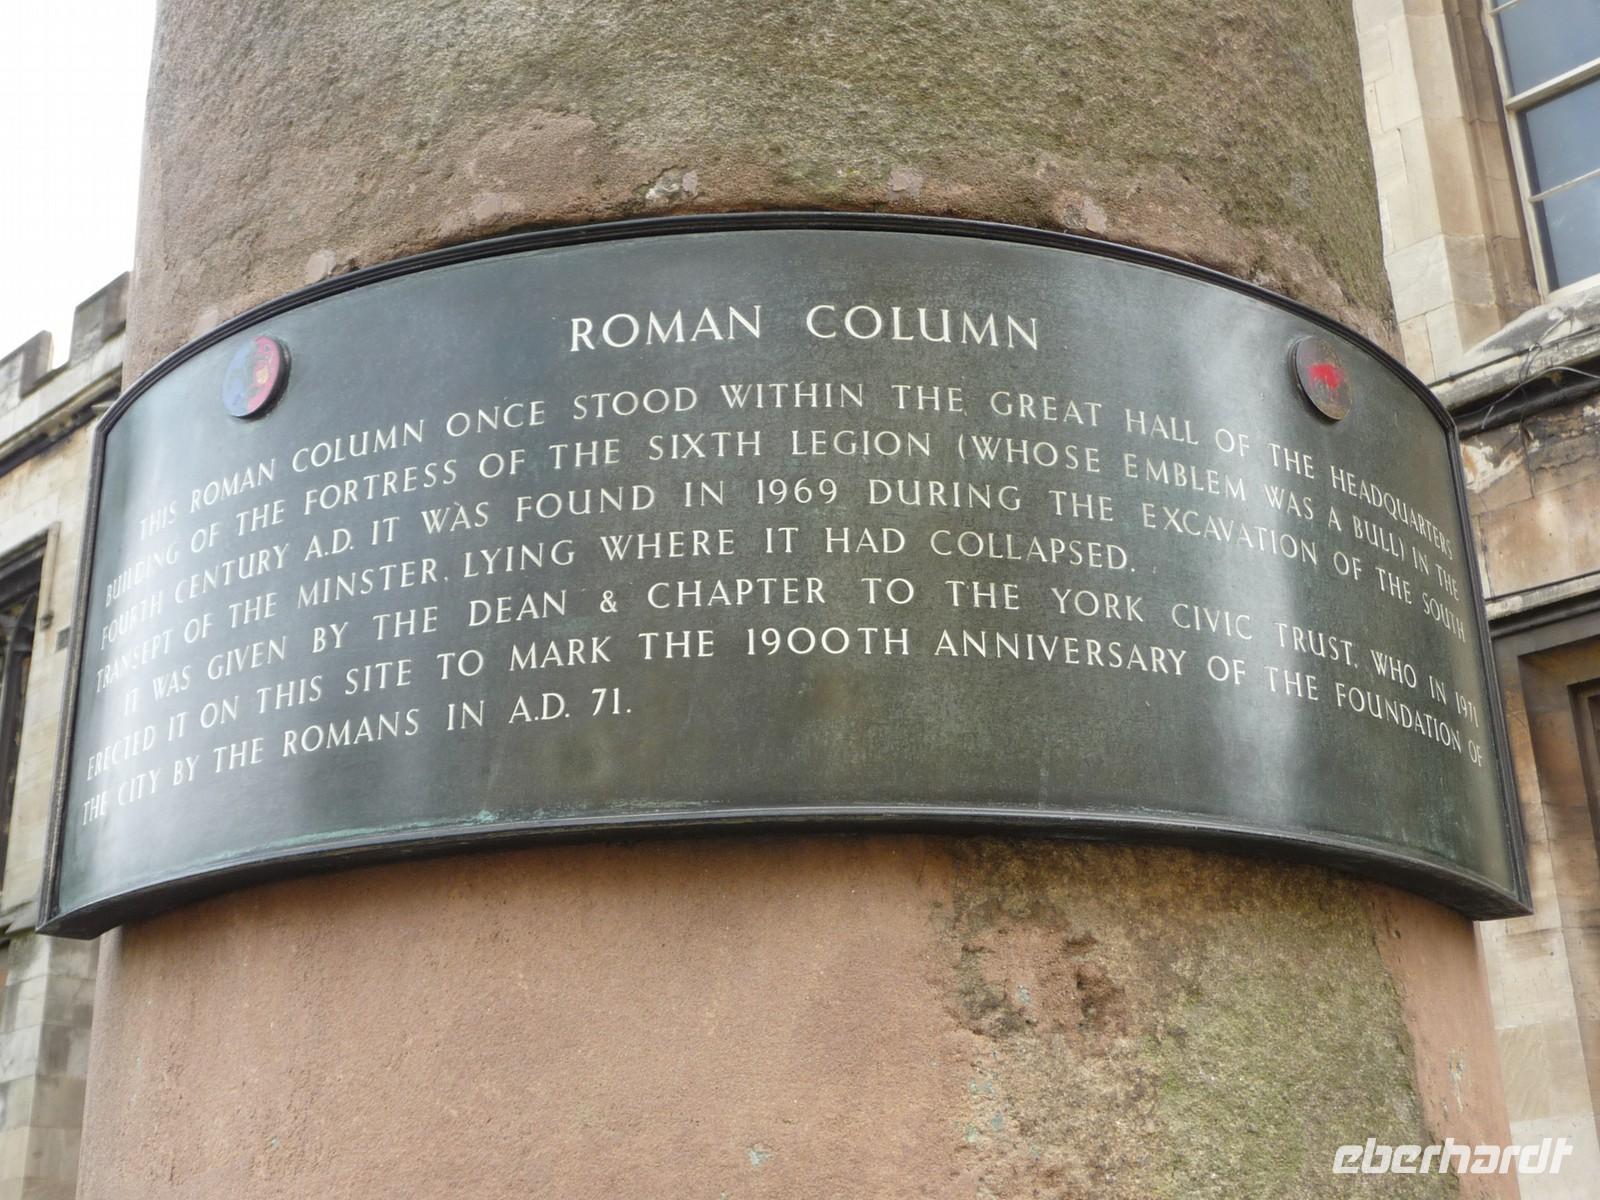 ROMAN COLUMN
THIS ROMAN COLUMN ONCE STOOD WITHIN THE GREAT HALL OF THE HEADQUARTERS
BUILDING OF THE FORTRESS OF THE SIXTH LEGION (WHOSE EMBLEM WAS A BULL) IN THE
FOURTH CENTURY A.D. IT WAS FOUND IN 1969 DURING THE EXCAVATION OF THE SOUTH
TRANSEPT OF THE MINSTER, LYING WHERE IT HAD COLLAPSED.
IT WAS GIVEN BY THE DEAN & CHAPTER TO THE YORK CIVIC TRUST, WHO IN 1971
ERECTED IT ON THIS SITE TO MARK THE 1900TH ANNIVERSARY OF THE FOUNDATION OF
THE CITY BY THE ROMANS IN A.D. 71.
eberhardt